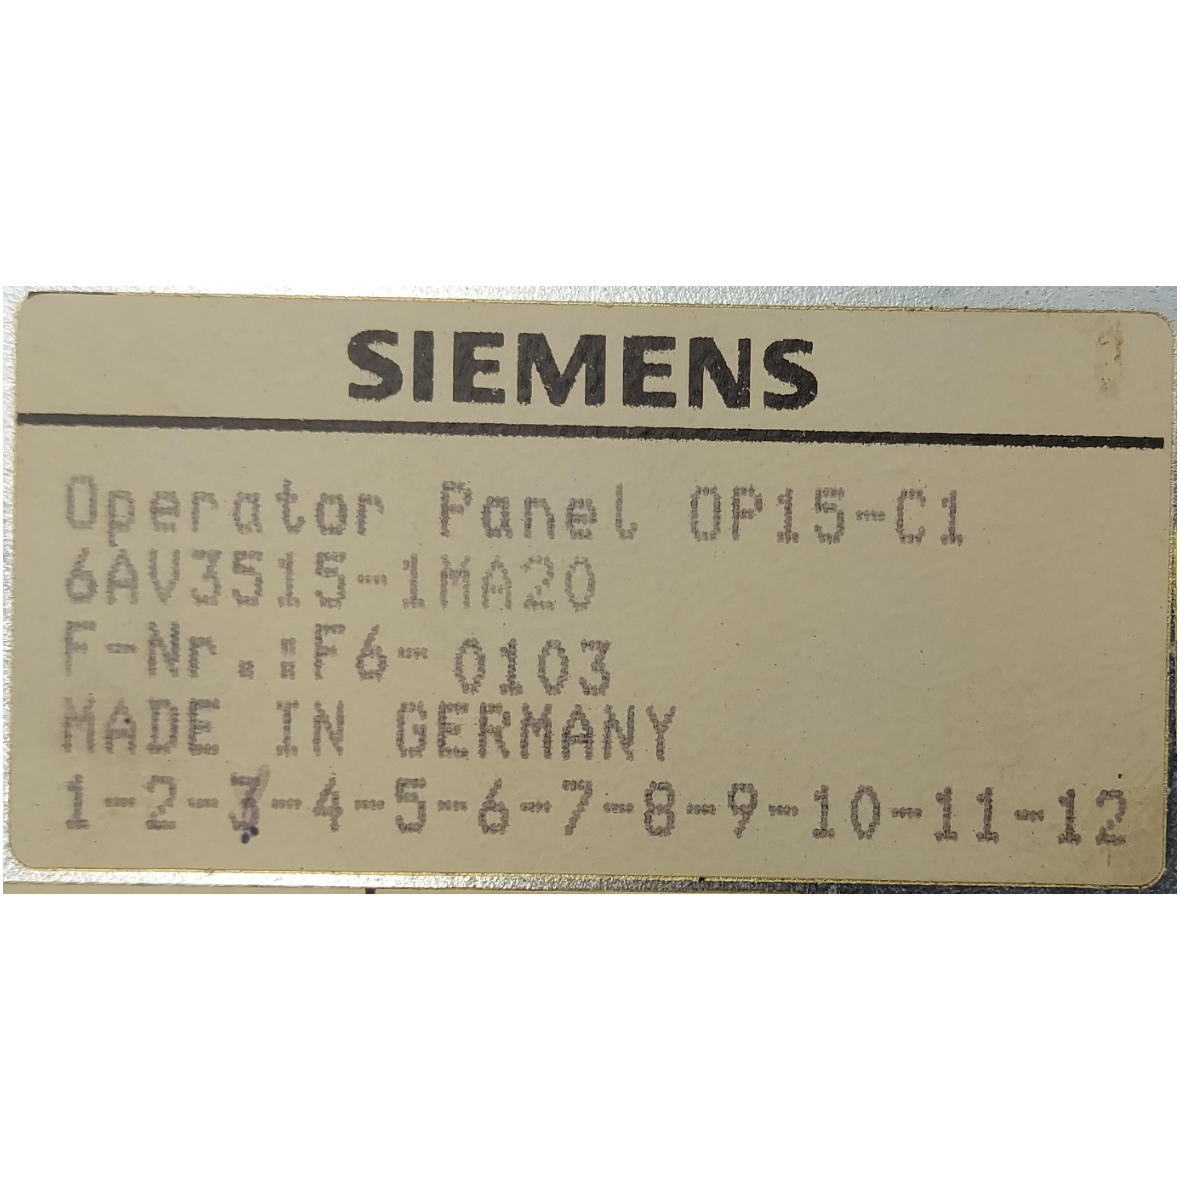 SIEMENS
Operator Panel OP15-C1
6AV3515-1MA20
F-Nr.:F6-0103
MADE IN GERMANY
1-2-3-4-5-6-7-8-9-10-11-12